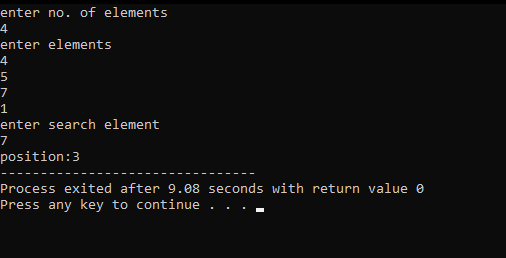 enter no. of elements
4
enter elements
4
5
7
1
enter search element
7
position:3
--------------------------------
Process exited after 9.08 seconds with return value 0
Press any key to continue . . .